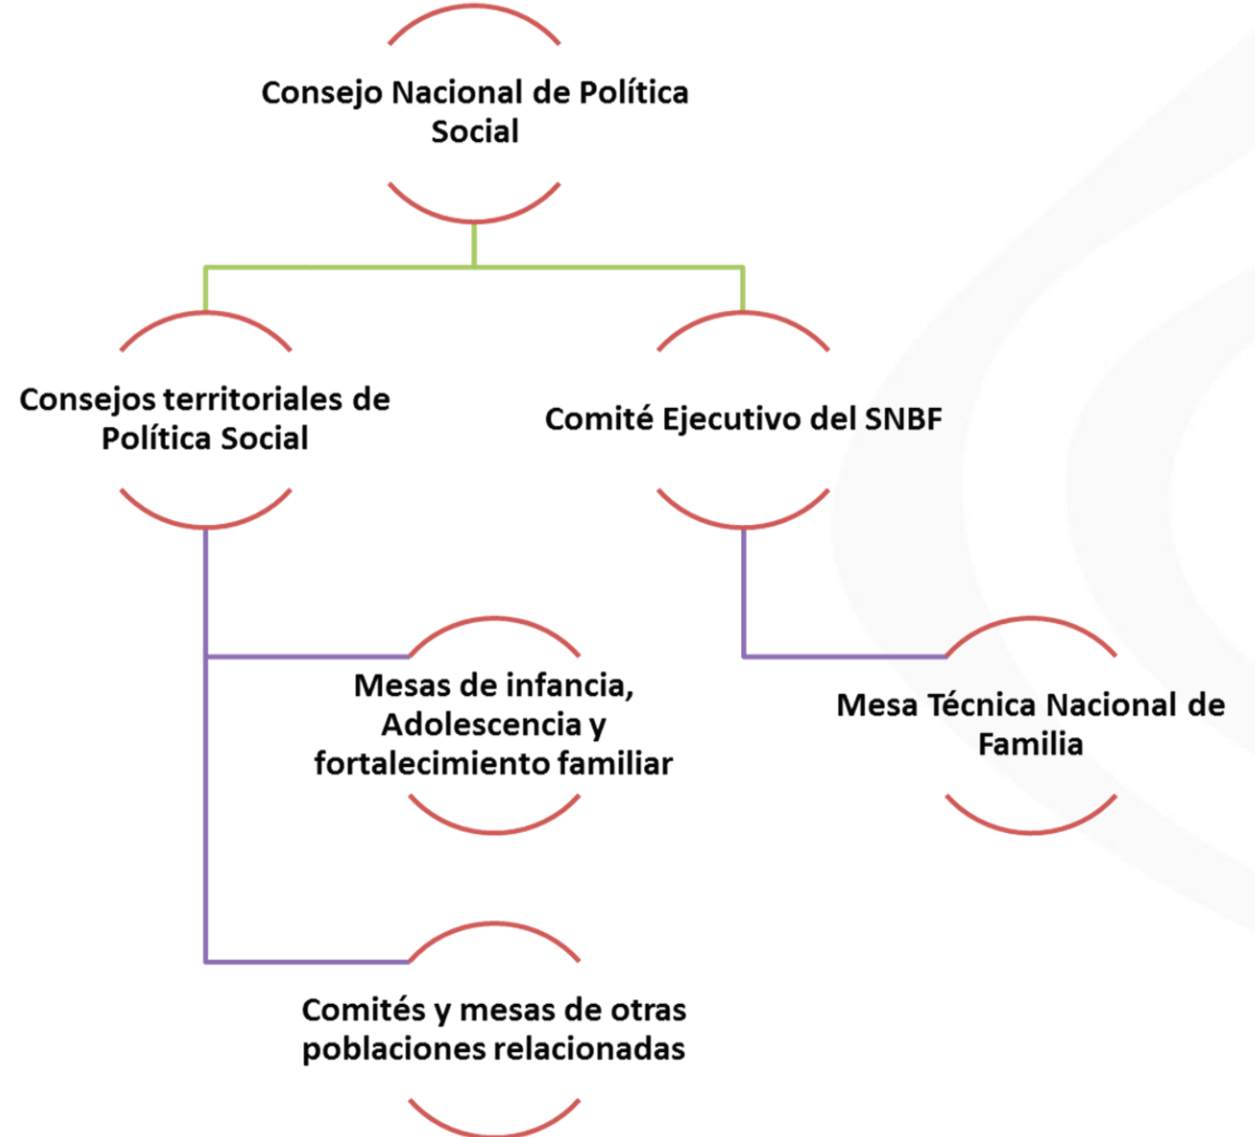 Consejo Nacional de Política
Social
Consejos territoriales de
Política Social
Comité Ejecutivo del SNBF
Mesas de infancia,
Adolescencia y
fortalecimiento familiar
Mesa Técnica Nacional de
Familia
Comités y mesas de otras
poblaciones relacionadas